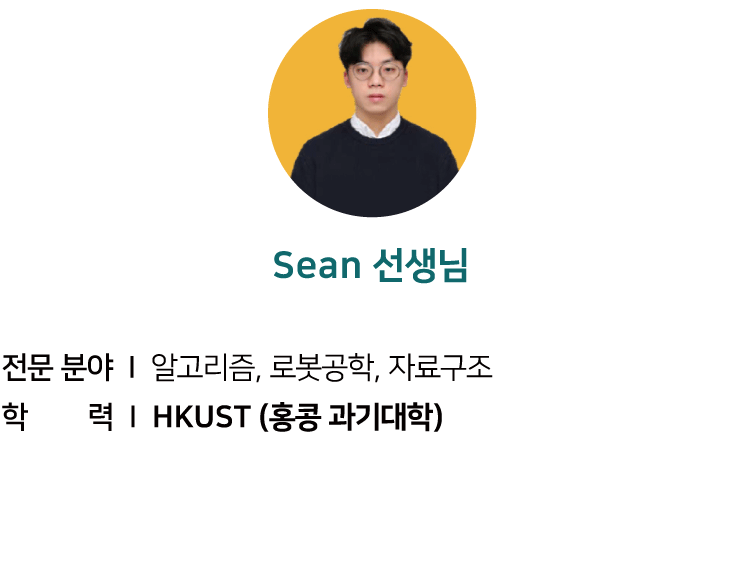 Sean 선생님
전문 분야 I 알고리즘, 로봇공학, 자료구조
학 력 I HKUST (홍콩 과기대학)